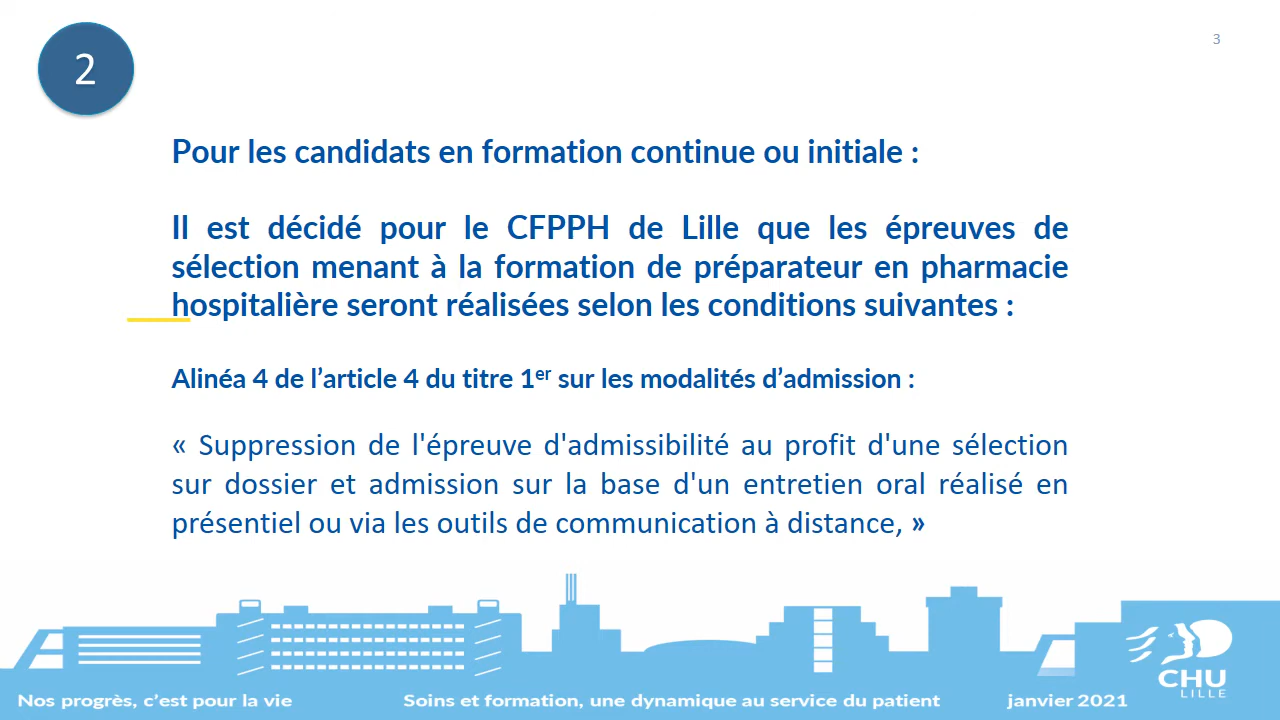 2
3
Pour les candidats en formation continue ou initiale :
Il est décidé pour le CFPPH de Lille que les épreuves de
sélection menant à la formation de préparateur en pharmacie
hospitalière seront réalisées selon les conditions suivantes :
Alinéa 4 de l’article 4 du titre 1er sur les modalités d’admission :
« Suppression de l'épreuve d'admissibilité au profit d'une sélection
sur dossier et admission sur la base d'un entretien oral réalisé en
présentiel ou via les outils de communication à distance, »
CHU
LILLE
Nos progrès, c’est pour la vie
Soins et formation, une dynamique au service du patient
janvier 2021